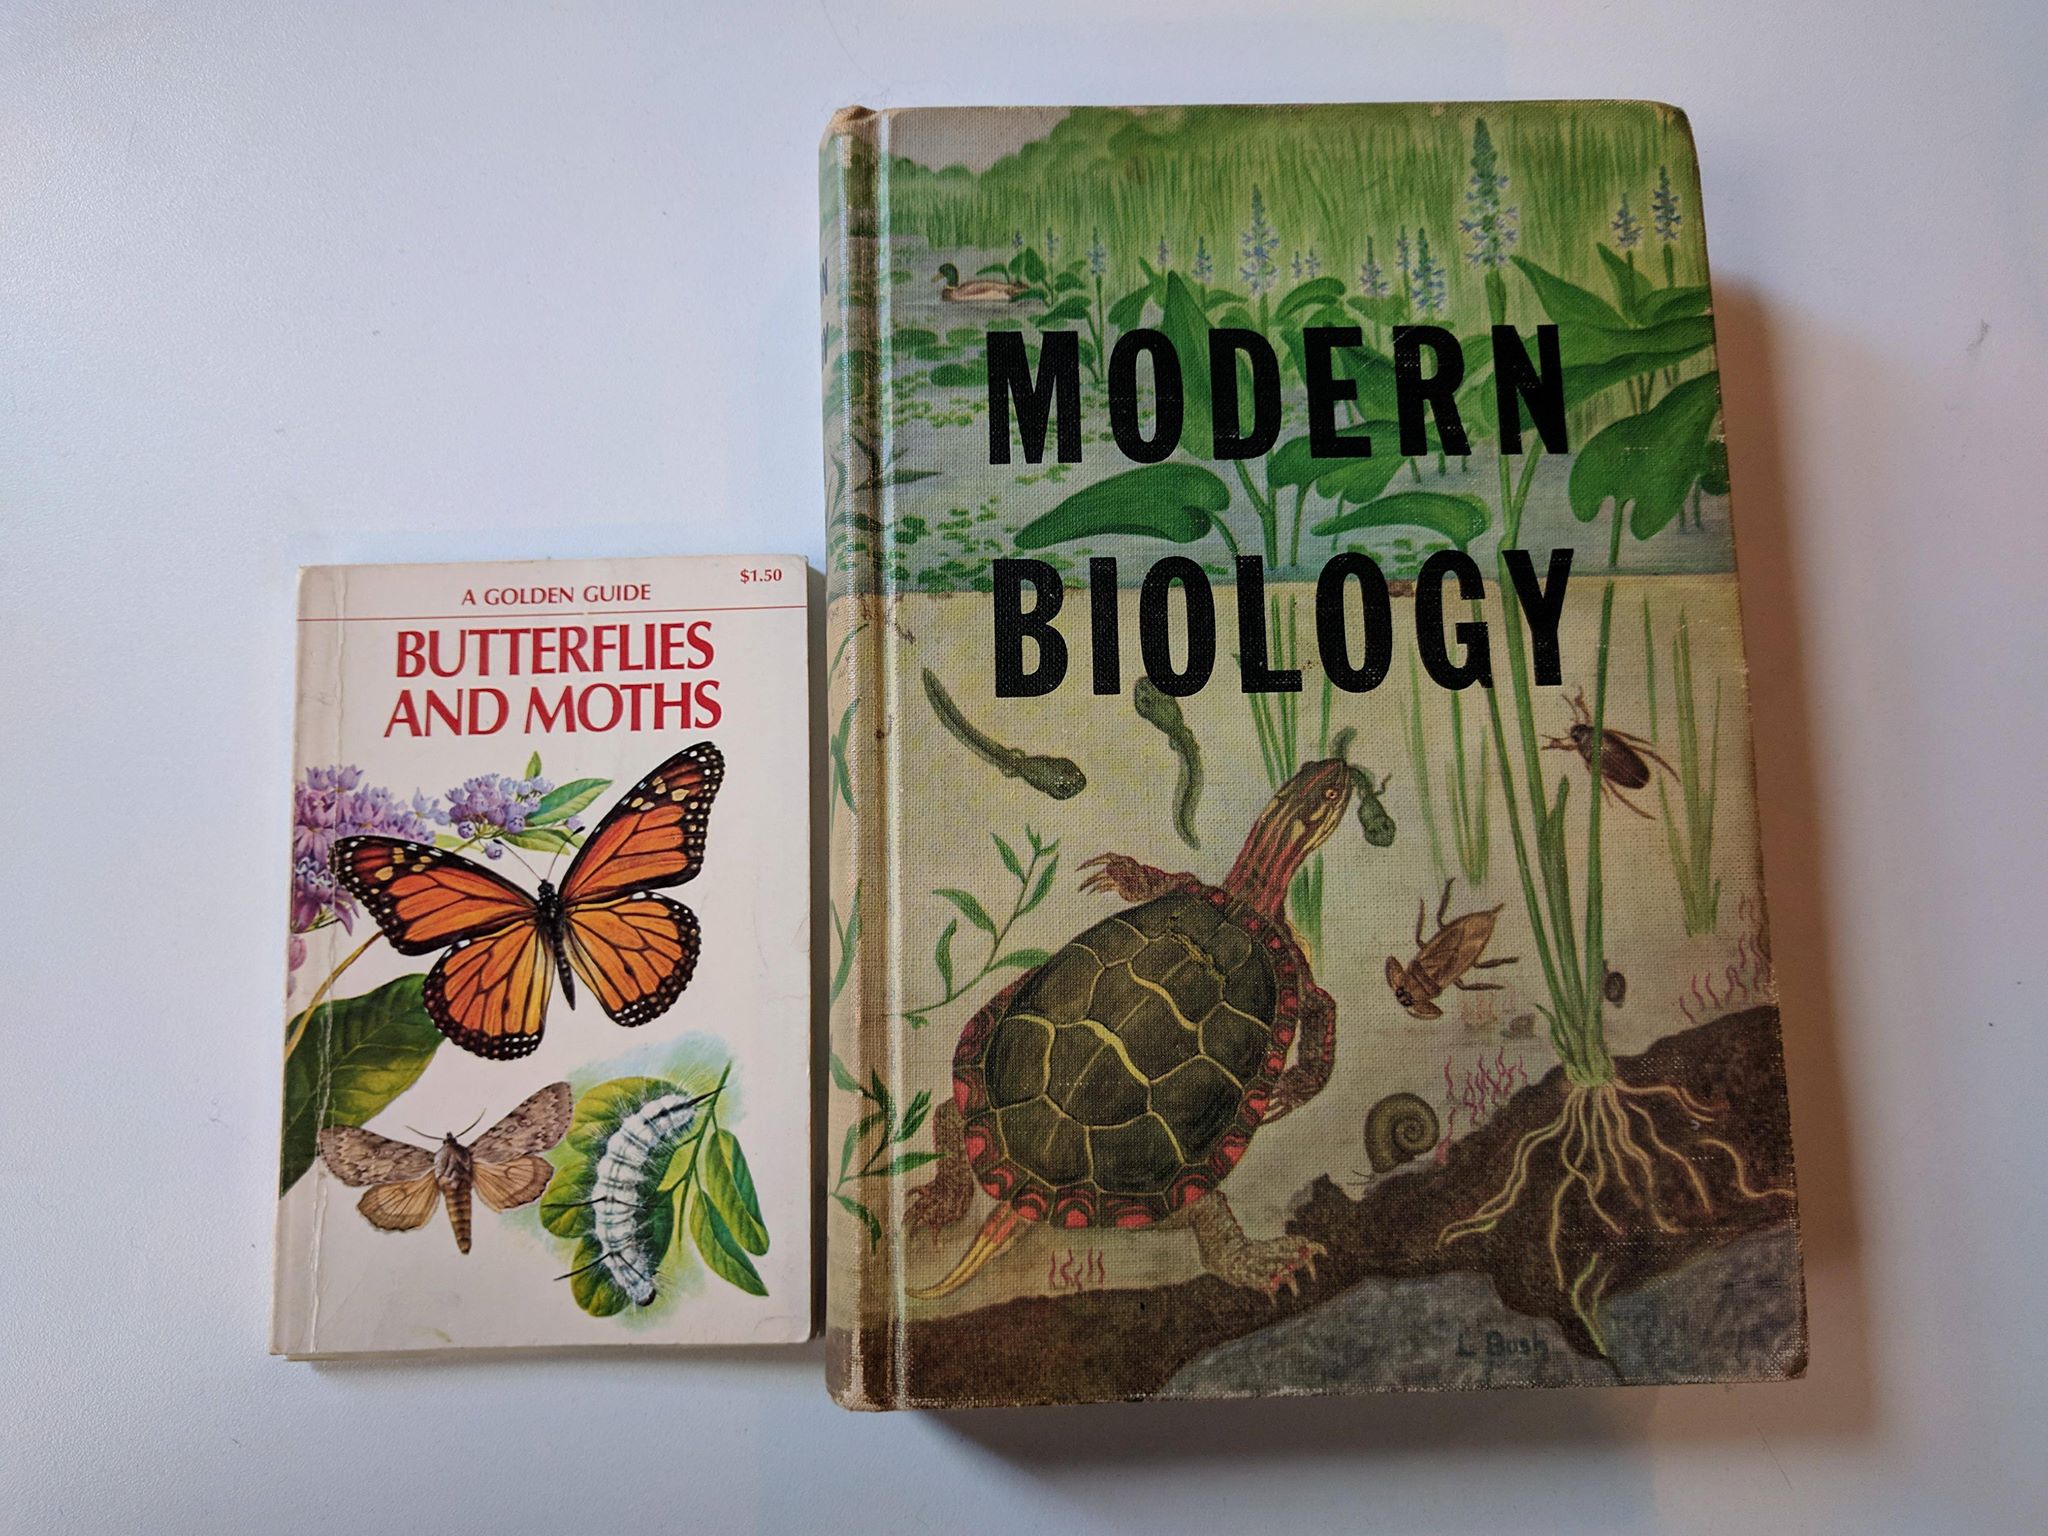 A GOLDEN GUIDE
$1.50
BUTTERFLIES
AND MOTHS
MODERN
BIOLOGY
L Bush